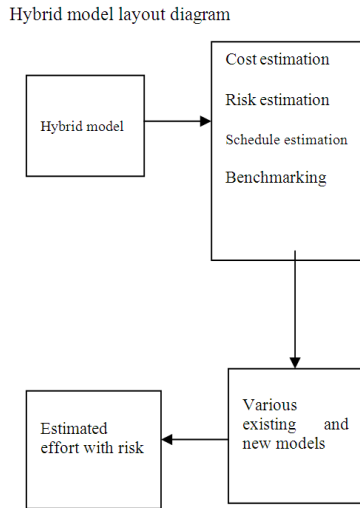 Hybrid model layout diagram
Cost estimation
Risk estimation
Hybrid model
Schedule estimation
Benchmarking
Various
existing and
new models
Estimated
effort with risk